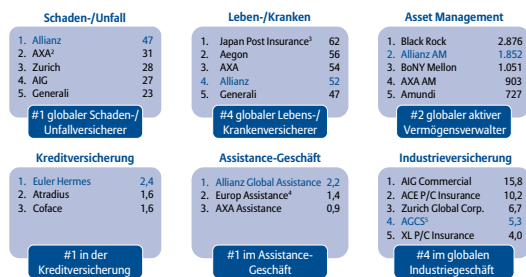 Schaden-/Unfall
1. Allianz 47
2. AXA² 31
3. Zurich 28
4. AIG 27
5. Generali 23
#1 globaler Schaden-/
Unfallversicherer
Leben-/Kranken
1. Japan Post Insurance³ 62
2. Aegon 56
3. AXA 54
4. Allianz 52
5. Generali 47
#4 globaler Lebens-/
Krankenversicherer
Asset Management
1. Black Rock 2.876
2. Allianz AM 1.852
3. BoNY Mellon 1.051
4. AXA AM 903
5. Amundi 727
#2 globaler aktiver
Vermögensverwalter
Kreditversicherung
1. Euler Hermes 2,4
2. Atradius 1,6
3. Coface 1,6
#1 in der
Kreditversicherung
Assistance-Geschäft
1. Allianz Global Assistance 2,2
2. Europ Assistance⁴ 1,4
3. AXA Assistance 0,9
#1 im Assistance-
Geschäft
Industrieversicherung
1. AIG Commercial 15,8
2. ACE P/C Insurance 10,2
3. Zurich Global Corp. 6,7
4. AGCS⁵ 5,3
5. XL P/C Insurance 4,0
#4 im globalen
Industriegeschäft